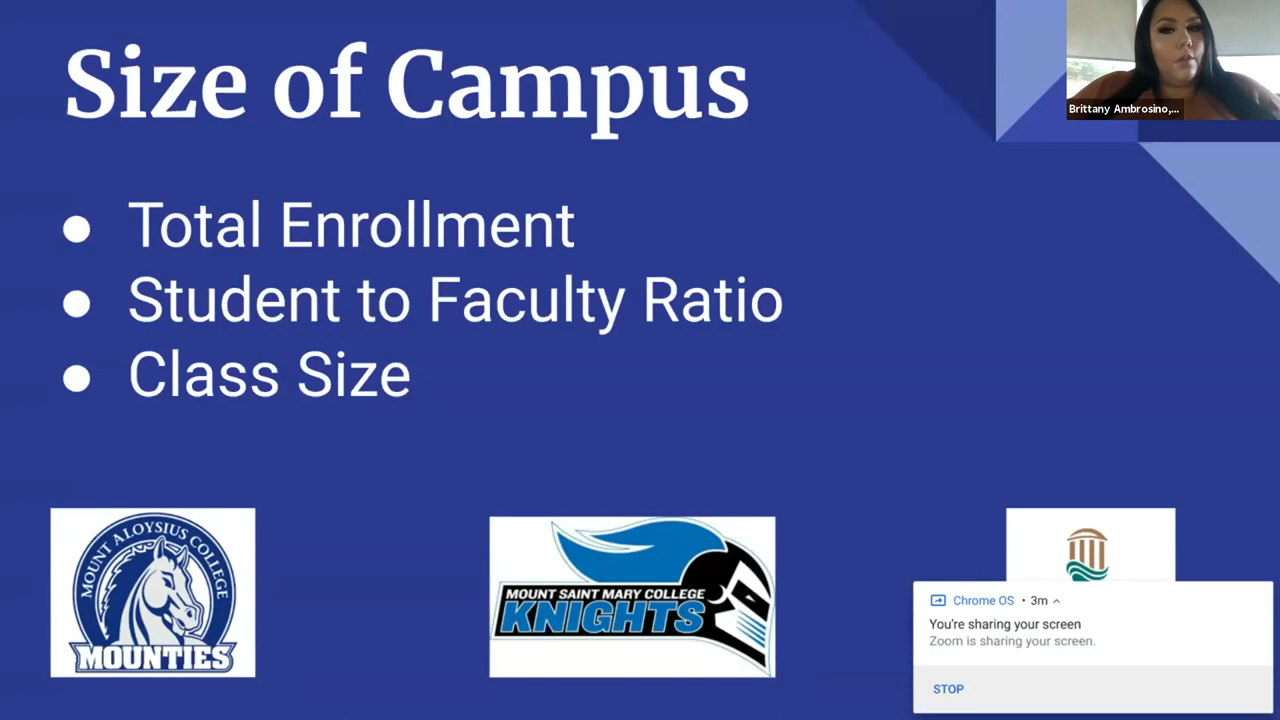 Size of Campus
Brittany Ambrosino,...
● Total Enrollment
● Student to Faculty Ratio
● Class Size
MOUNT ALOYSIUS COLLEGE
MOUNTIES
MOUNT SAINT MARY COLLEGE
KNIGHTS
Chrome OS • 3m
You're sharing your screen
Zoom is sharing your screen.
STOP